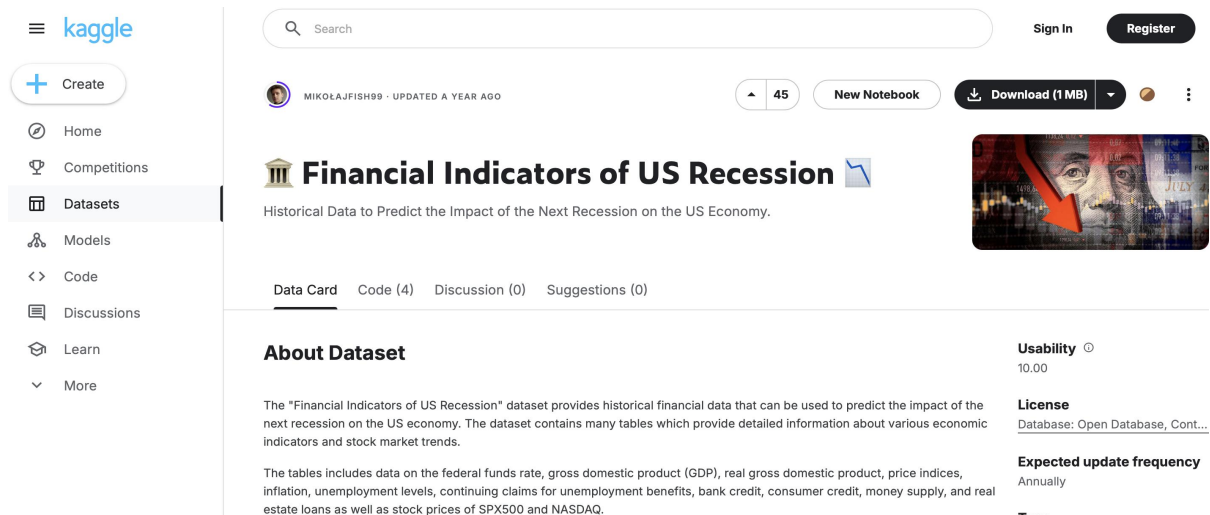 kaggle
Search
Sign In
Register
Create
MIKOŁAJFISH99 · UPDATED A YEAR AGO
45
New Notebook
Download (1 MB)
Home
Competitions
Datasets
Models
Code
Discussions
Learn
More
Financial Indicators of US Recession
Historical Data to Predict the Impact of the Next Recession on the US Economy.
Data Card
Code (4)
Discussion (0)
Suggestions (0)
About Dataset
The "Financial Indicators of US Recession" dataset provides historical financial data that can be used to predict the impact of the
next recession on the US economy. The dataset contains many tables which provide detailed information about various economic
indicators and stock market trends.
The tables includes data on the federal funds rate, gross domestic product (GDP), real gross domestic product, price indices,
inflation, unemployment levels, continuing claims for unemployment benefits, bank credit, consumer credit, money supply, and real
estate loans as well as stock prices of SPX500 and NASDAQ.
Usability
10.00
License
Database: Open Database, Cont...
Expected update frequency
Annually